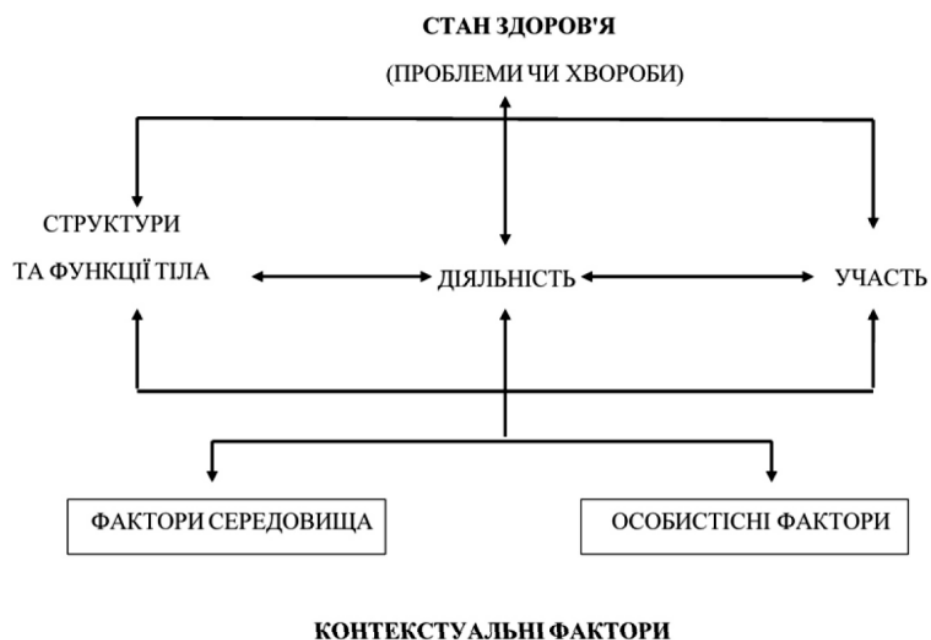 СТАН ЗДОРОВ'Я
(ПРОБЛЕМИ ЧИ ХВОРОБИ)
СТРУКТУРИ
ТА ФУНКЦІЇ ТІЛА
ДІЯЛЬНІСТЬ
УЧАСТЬ
ФАКТОРИ СЕРЕДОВИЩА
ОСОБИСТІСНІ ФАКТОРИ
КОНТЕКСТУАЛЬНІ ФАКТОРИ